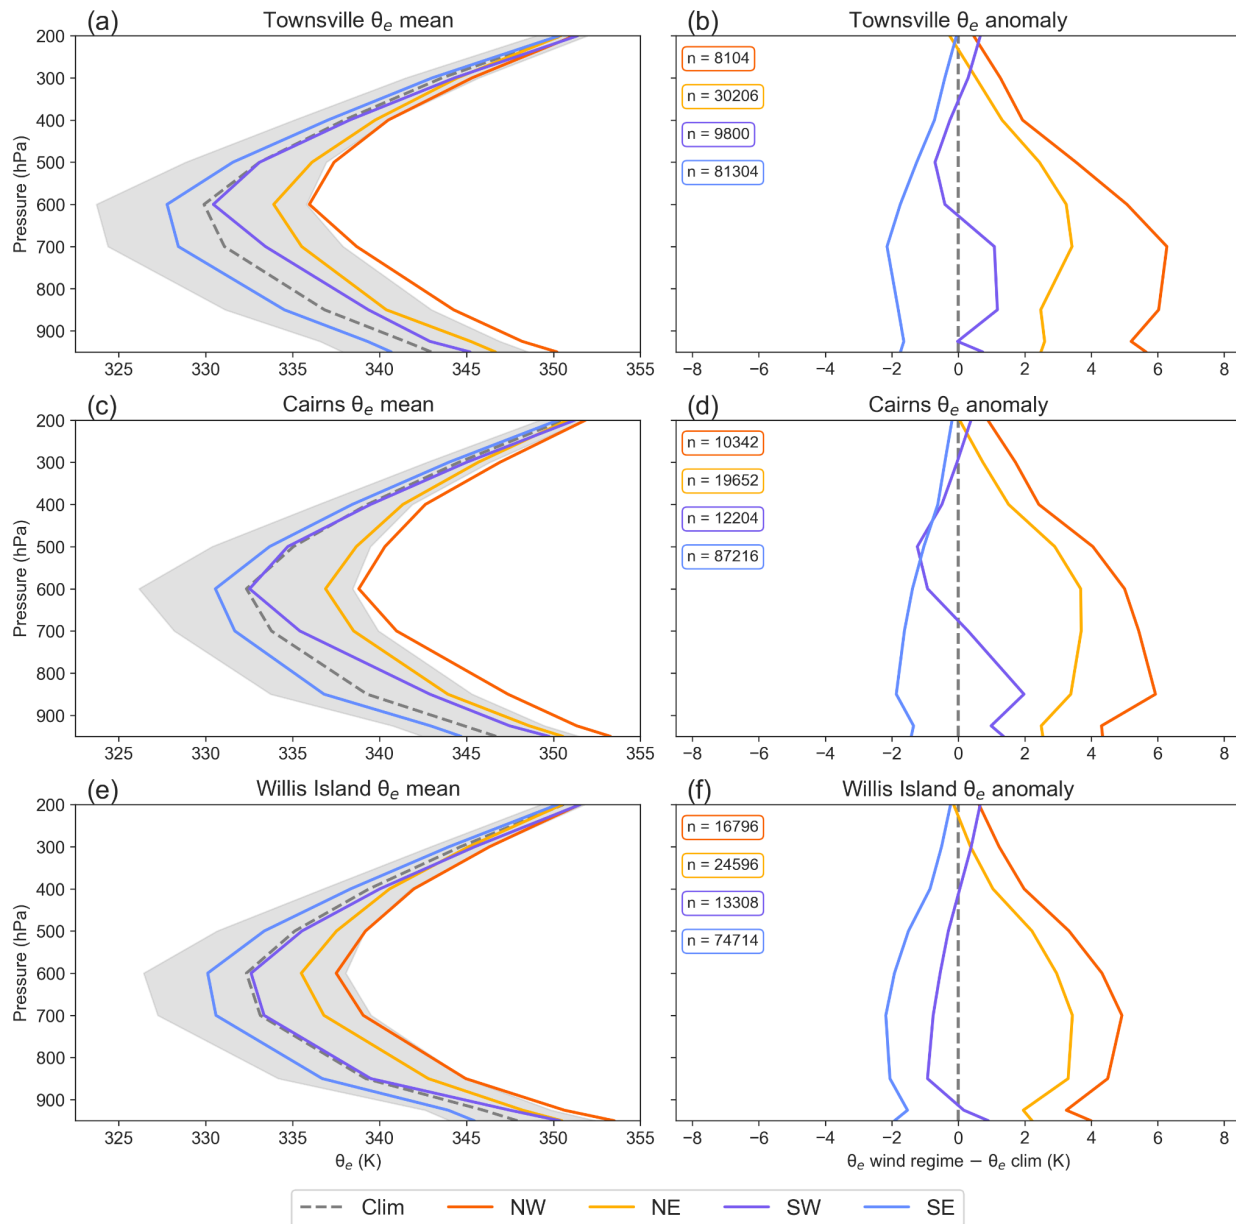 (a) Townsville θe mean
200
300
400
500
600
700
800
900
Pressure (hPa)
325 330 335 340 345 350 355
(b) Townsville θe anomaly
n = 8104
n = 30206
n = 9800
n = 81304
−8 −6 −4 −2 0 2 4 6 8
(c) Cairns θe mean
200
300
400
500
600
700
800
900
Pressure (hPa)
325 330 335 340 345 350 355
(d) Cairns θe anomaly
n = 10342
n = 19652
n = 12204
n = 87216
−8 −6 −4 −2 0 2 4 6 8
(e) Willis Island θe mean
200
300
400
500
600
700
800
900
Pressure (hPa)
325 330 335 340 345 350 355
θe (K)
(f) Willis Island θe anomaly
n = 16796
n = 24596
n = 13308
n = 74714
−8 −6 −4 −2 0 2 4 6 8
θe wind regime − θe clim (K)
Clim NW NE SW SE